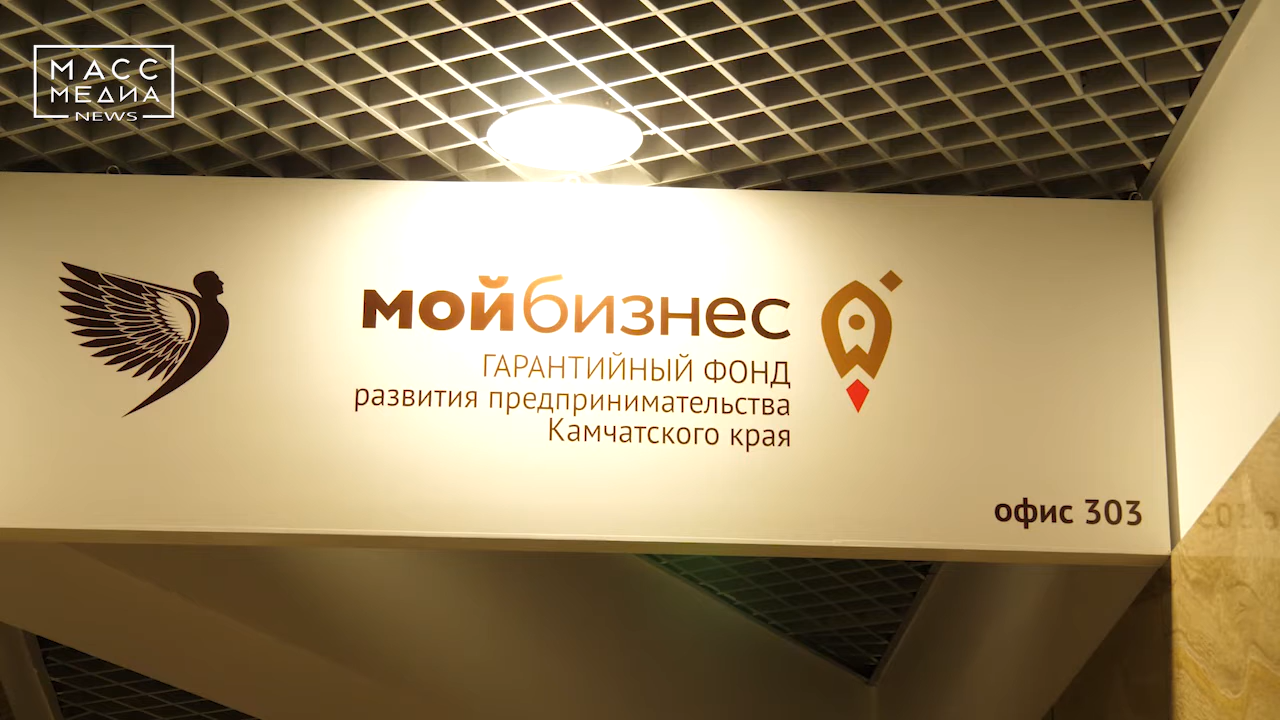 МАСС
МЕДИА
NEWS
мойбизнес
ГАРАНТИЙНЫЙ ФОНД
развития предпринимательства
Камчатского края
офис 303